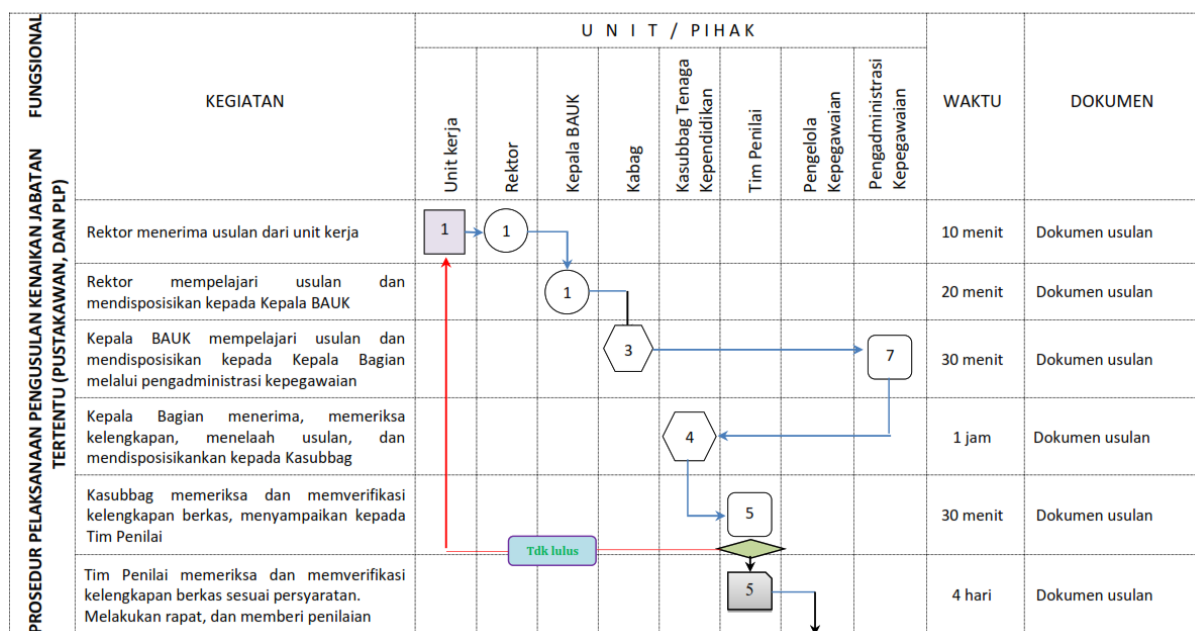 PROSEDUR PELAKSANAAN PENGUSULAN KENAIKAN JABATAN FUNGSIONAL
TERTENTU (PUSTAKAWAN, DAN PLP)
KEGIATAN
U N I T / PIHAK
Unit kerja
Rektor
Kepala BAUK
Kabag
Kasubbag Tenaga
Kependidikan
Tim Penilai
Pengelola
Kepegawaian
Pengadministrasi
Kepegawaian
WAKTU
DOKUMEN
Rektor menerima usulan dari unit kerja
1
1
10 menit
Dokumen usulan
Rektor mempelajari usulan dan
mendisposisikan kepada Kepala BAUK
1
20 menit
Dokumen usulan
Kepala BAUK mempelajari usulan dan
mendisposisikan kepada Kepala Bagian
melalui pengadministrasi kepegawaian
3
7
30 menit
Dokumen usulan
Kepala Bagian menerima, memeriksa
kelengkapan, menelaah usulan, dan
mendisposisikankan kepada Kasubbag
4
1 jam
Dokumen usulan
Kasubbag memeriksa dan memverifikasi
kelengkapan berkas, menyampaikan kepada
Tim Penilai
5
30 menit
Dokumen usulan
Tdk lulus
Tim Penilai memeriksa dan memverifikasi
kelengkapan berkas sesuai persyaratan.
Melakukan rapat, dan memberi penilaian
5
4 hari
Dokumen usulan